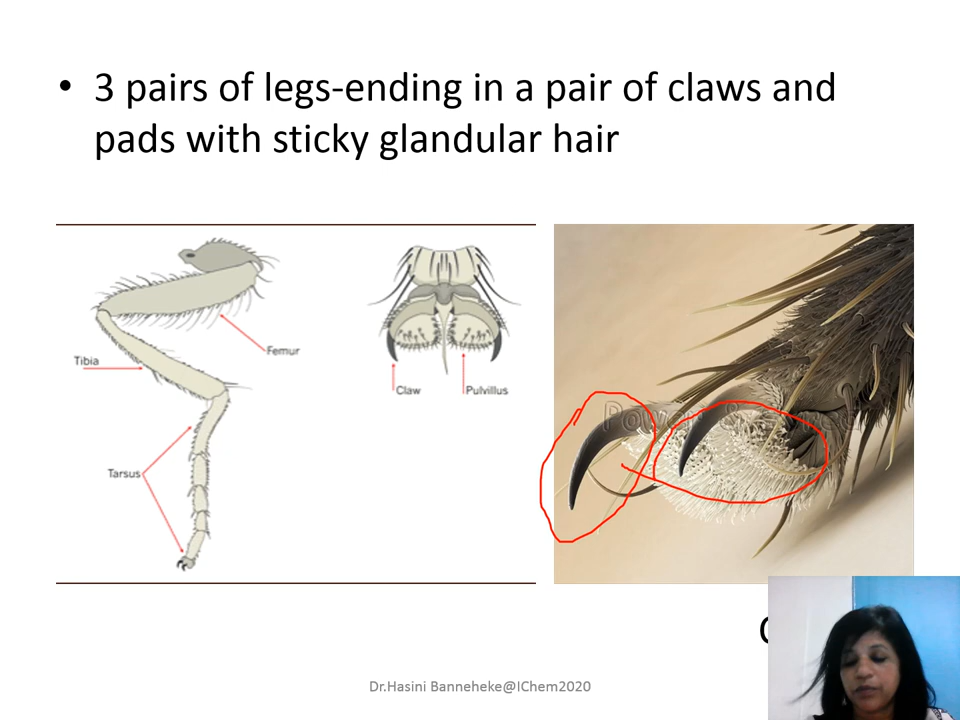 • 3 pairs of legs-ending in a pair of claws and
pads with sticky glandular hair
Femur
Tibia
Claw
Pulvillus
Tarsus
Dr.Hasini Banneheke@IChem2020